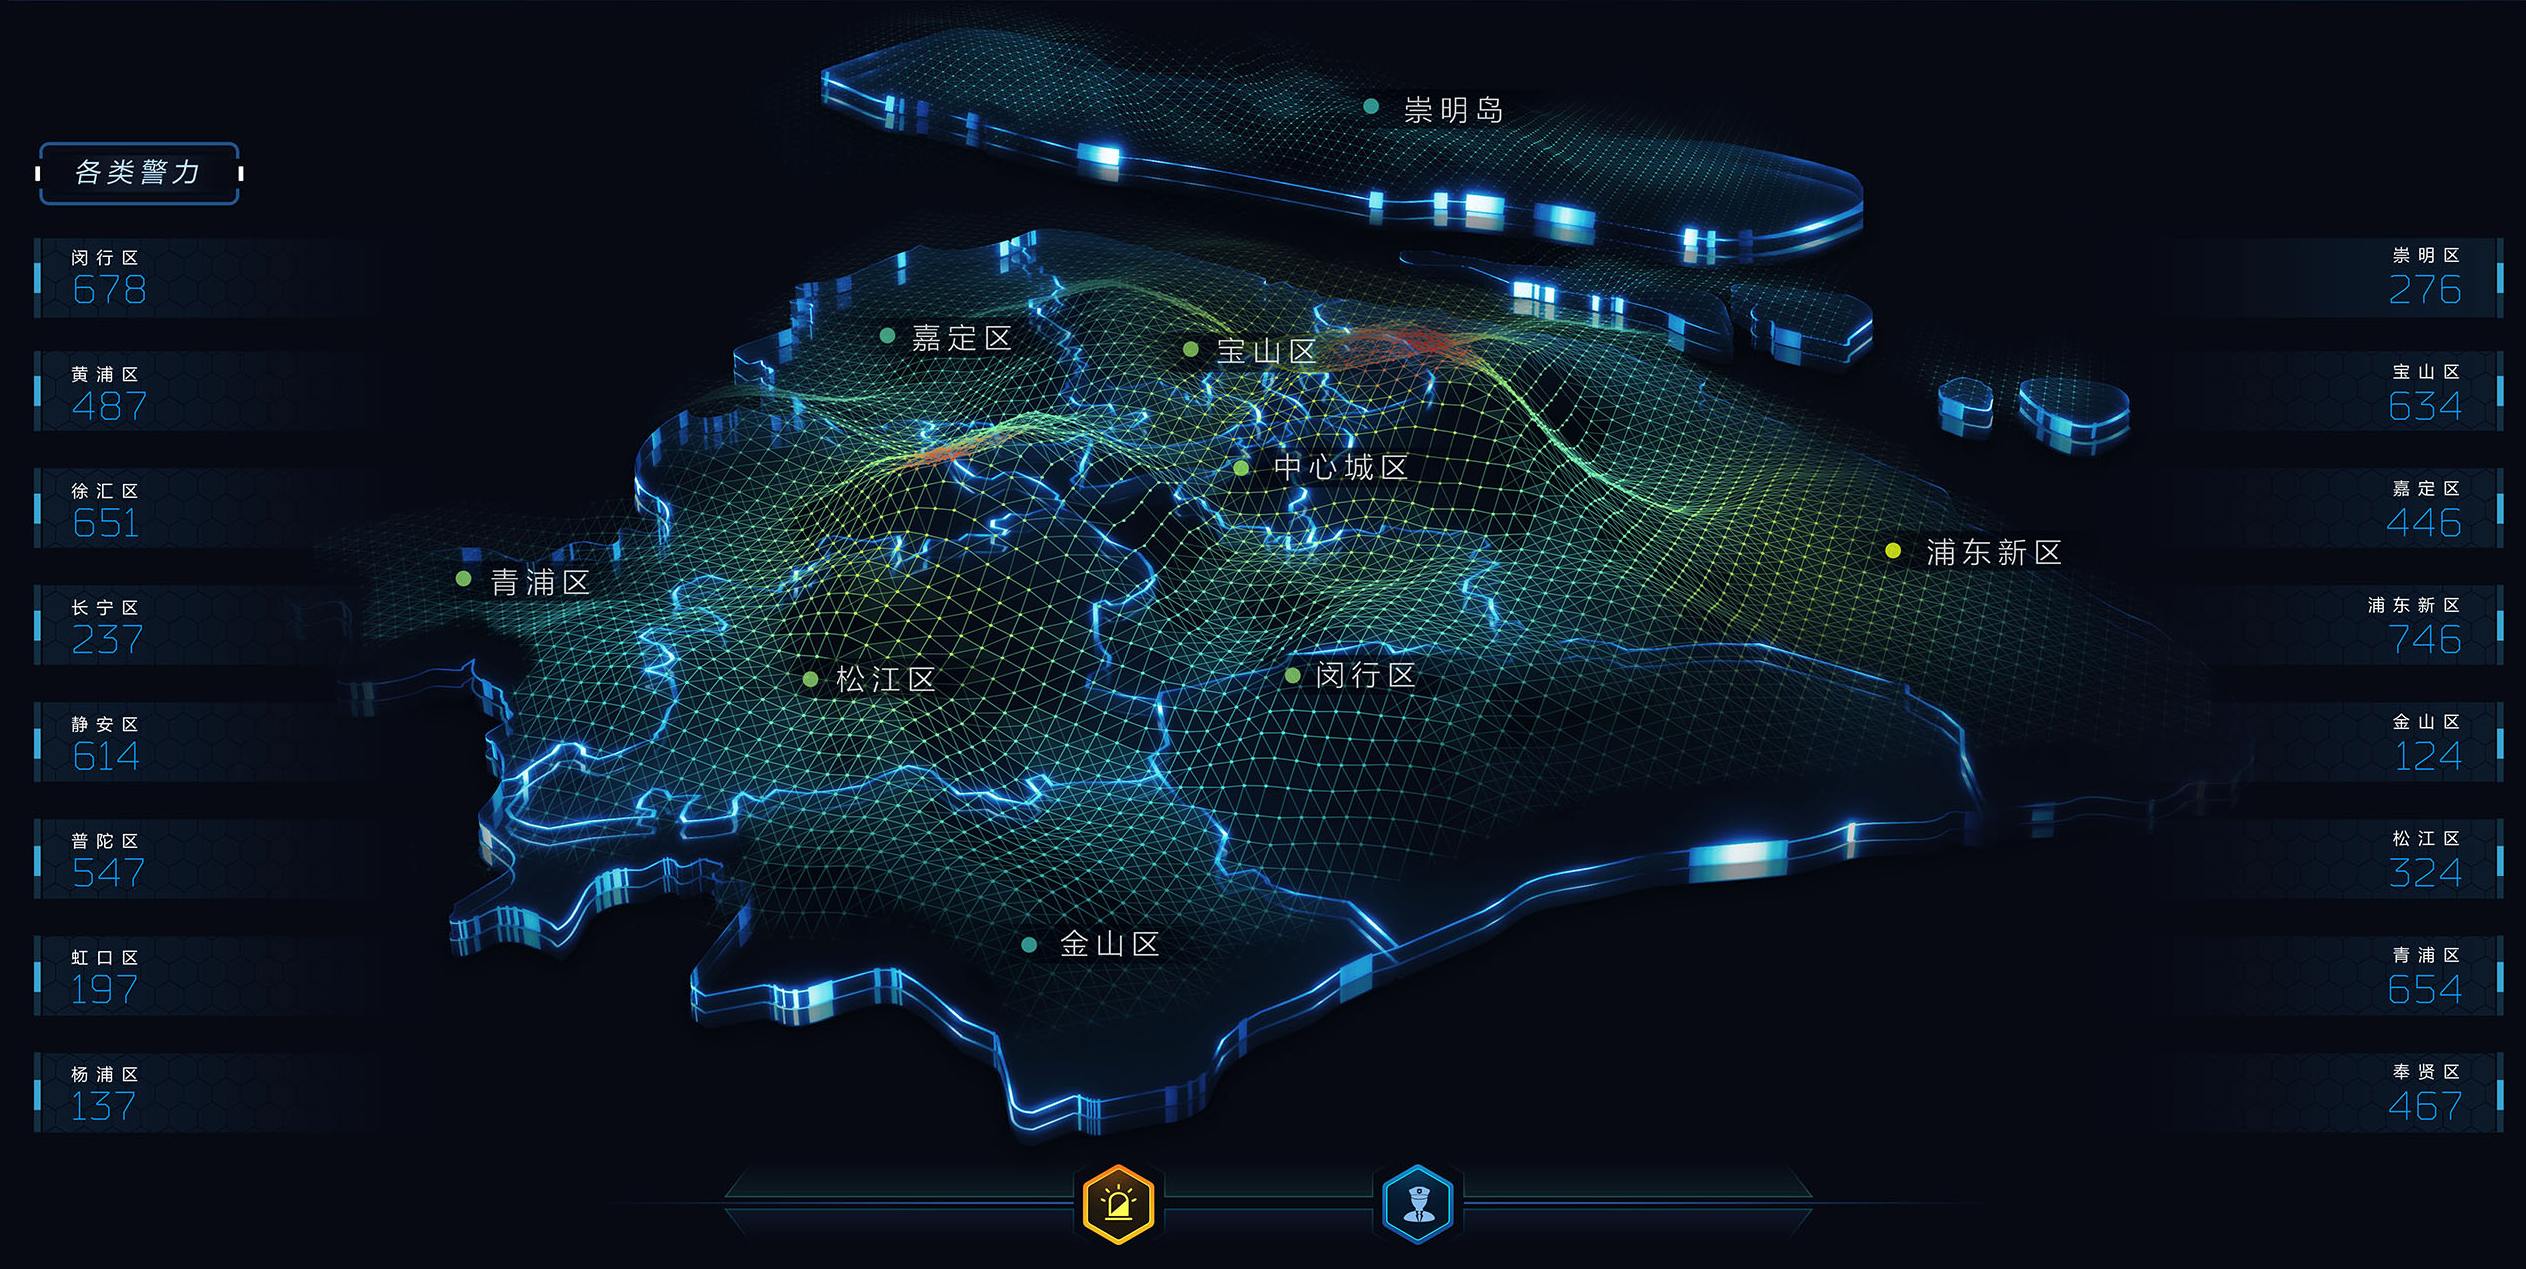 各类警力
闵行区
678
黄浦区
487
徐汇区
651
长宁区
237
静安区
614
普陀区
547
虹口区
197
杨浦区
137
崇明岛
嘉定区
宝山区
中心城区
浦东新区
青浦区
松江区
闵行区
金山区
崇明区
276
宝山区
634
嘉定区
446
浦东新区
746
金山区
124
松江区
324
青浦区
654
奉贤区
467